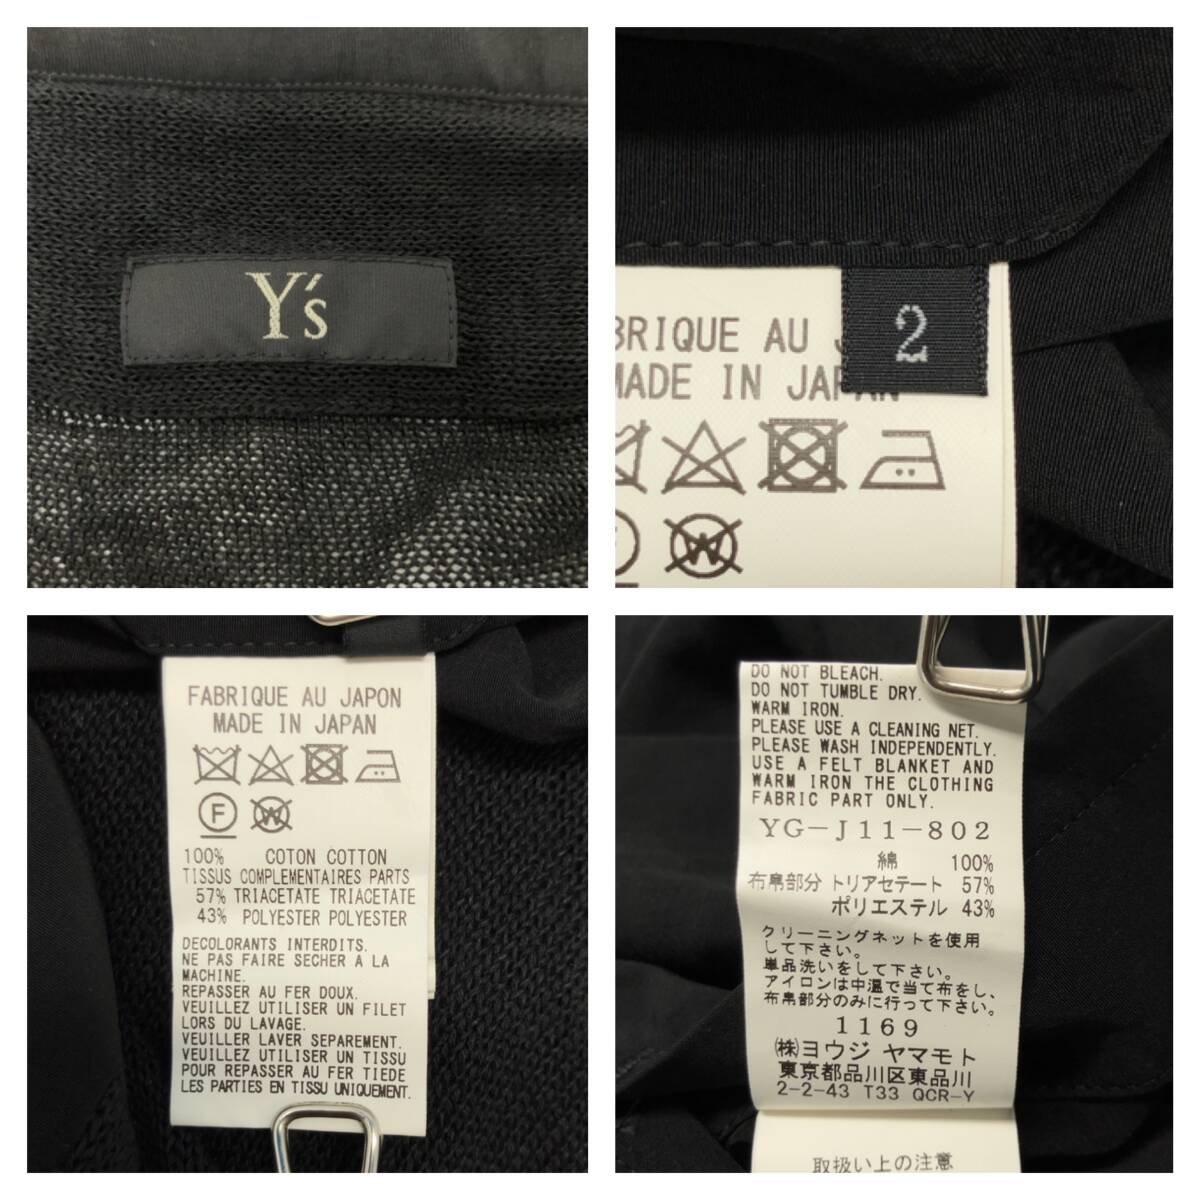 Y's
BRIQUE AU J
MADE IN JAPAN
2
W
FABRIQUE AU JAPON
MADE IN JAPAN
F W
100% COTON COTTON
TISSUS COMPLEMENTAIRES PARTS
57% TRIACETATE TRIACETATE
43% POLYESTER POLYESTER
DECOLORANTS INTERDITS.
NE PAS FAIRE SECHER A LA
MACHINE.
REPASSER AU FER DOUX.
VEUILLEZ UTILISER UN FILET
LORS DU LAVAGE.
VEUILLER LAVER SEPAREMENT.
VEUILLEZ UTILISER UN TISSU
POUR REPASSER AU FER TIEDE
LES PARTIES EN TISSU UNIQUEMENT.
DO NOT BLEACH.
DO NOT TUMBLE DRY.
WARM IRON.
PLEASE USE A CLEANING NET.
PLEASE WASH INDEPENDENTLY.
USE A FELT BLANKET AND
WARM IRON THE CLOTHING
FABRIC PART ONLY.
YG-J11-802
綿 100%
布帛部分 トリアセテート 57%
ポリエステル 43%
クリーニングネットを使用
して下さい。
単品洗いをして下さい。
アイロンは中温で当て布をし、
布帛部分のみに行って下さい。
1169
㈱ヨウジ ヤマモト
東京都品川区東品川
2-2-43 T33 QCR-Y
取扱い上の注意